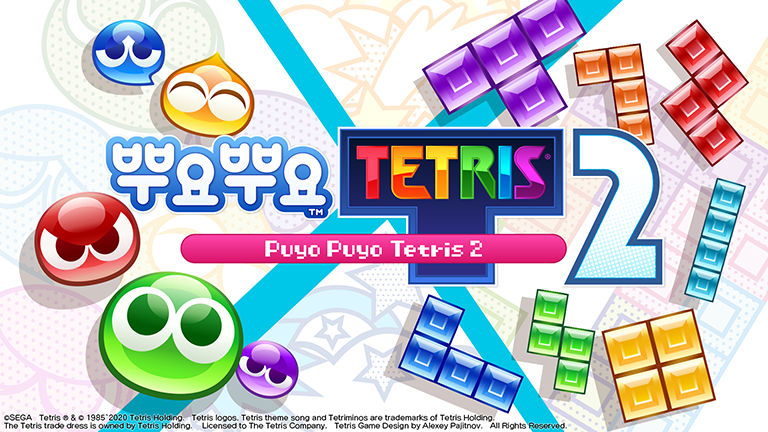 뿌요뿌요™ TETRIS® 2
Puyo Puyo Tetris 2
©SEGA Tetris ® & © 1985~2020 Tetris Holding. Tetris logos. Tetris theme song and Tetriminos are trademarks of Tetris Holding.
The Tetris trade dress is owned by Tetris Holding. Licensed to The Tetris Company. Tetris Game Design by Alexey Pajitnov. All Rights Reserved.